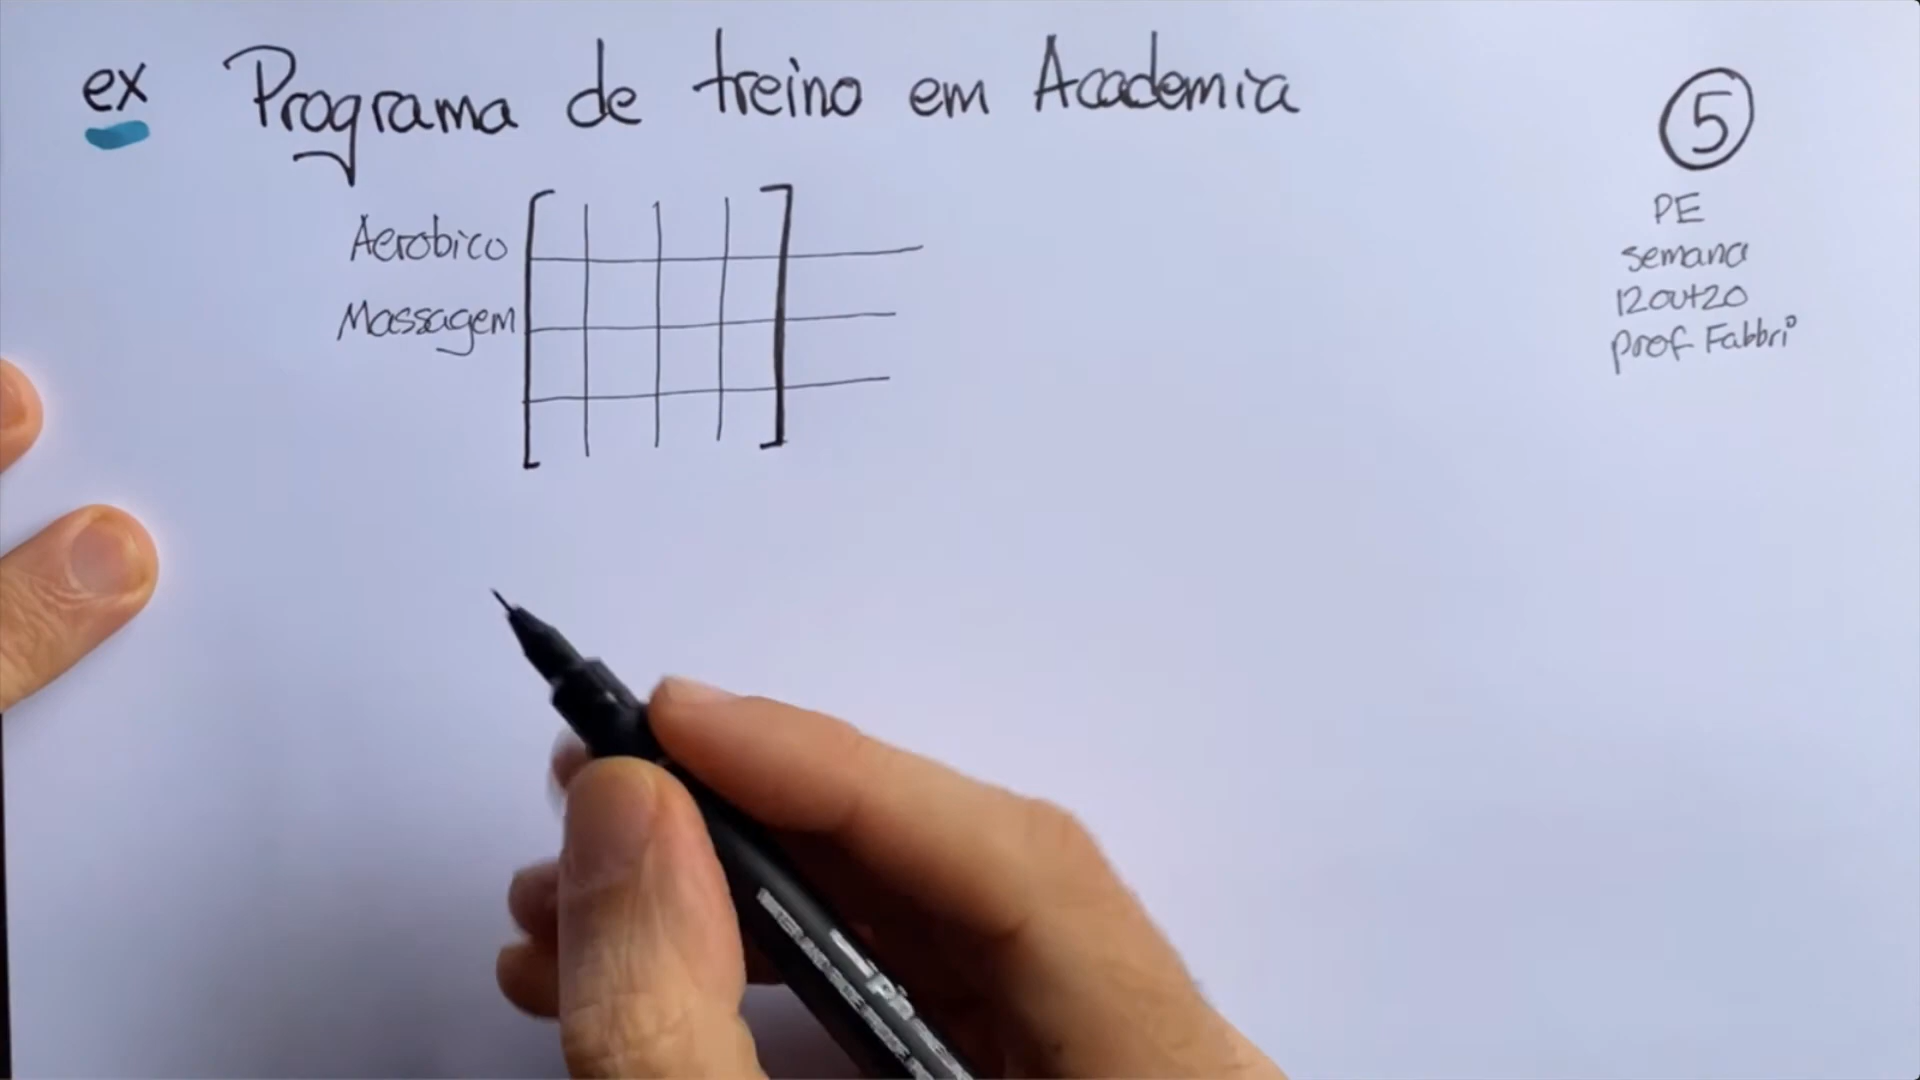 ex Programa de treino em Academia
5
PE
semana
12out20
prof Fabbri
Aerobico
Massagem